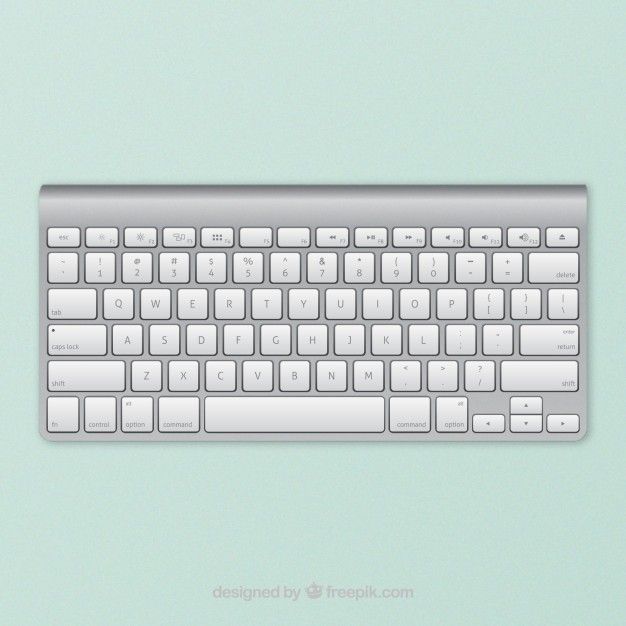 esc F1 F2 F3 F4 F5 F6 F7 F8 F9 F10 F11 F12
~ ! @ # $ % ^ & * ( ) – +
` 1 2 3 4 5 6 7 8 9 0 - = delete
tab Q W E R T Y U I O P { [ } ] | \
caps lock A S D F G H J K L : ; enter return
shift Z X C V B N M < > ? / shift
fn control alt option command command alt option
designed by freepik.com